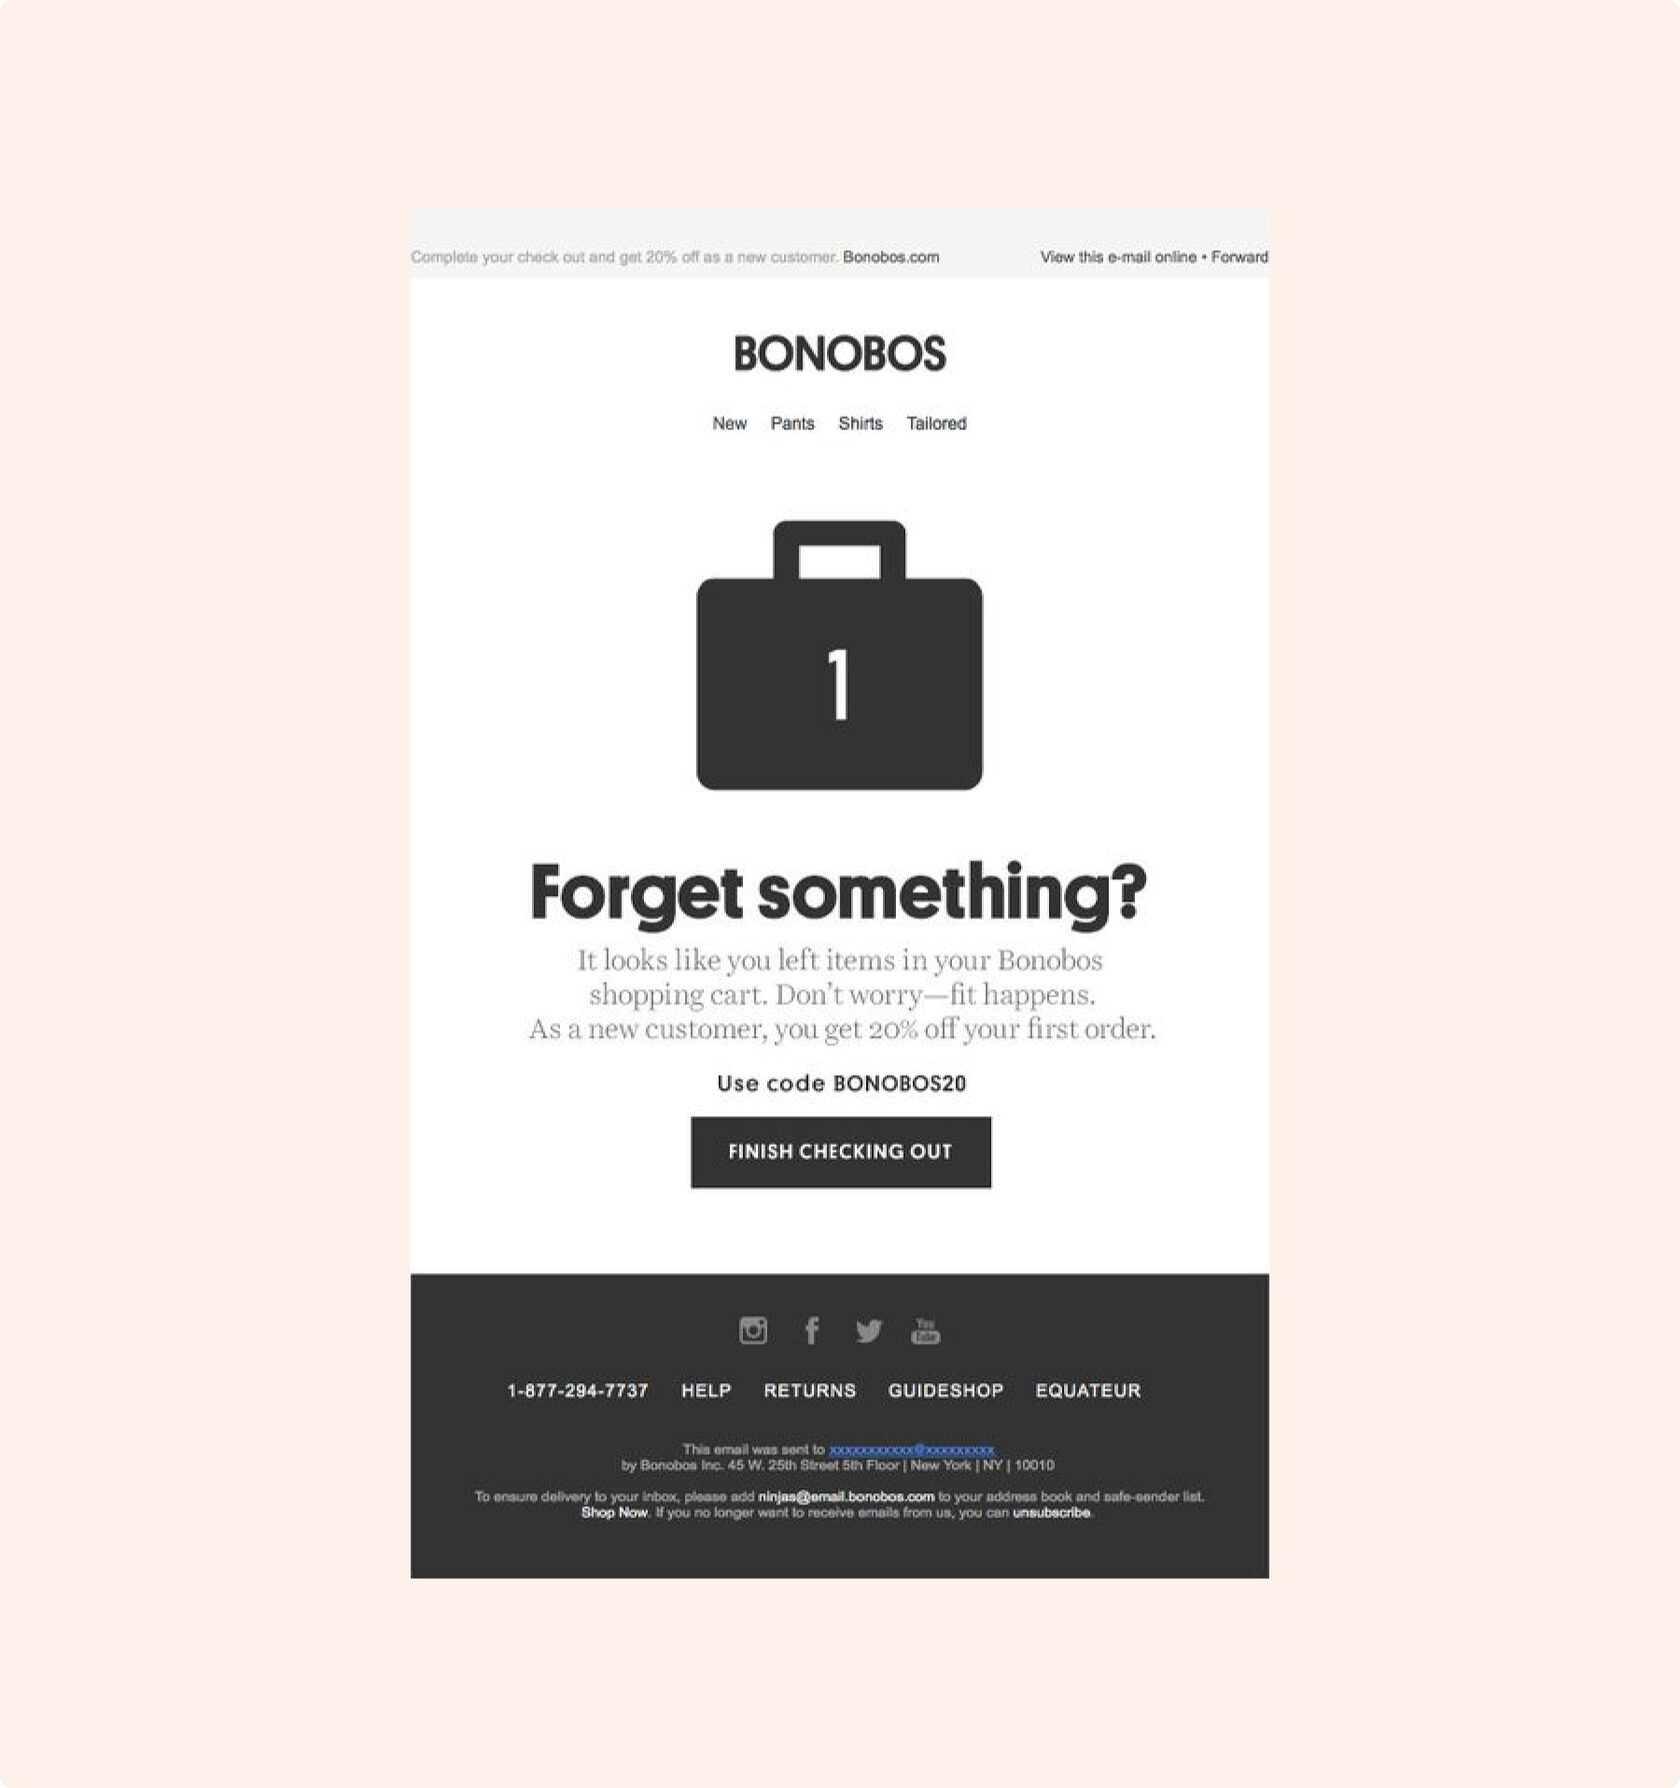 Complete your check out and get 20% off as a new customer. Bonobos.com
View this e-mail online • Forward
BONOBOS
New Pants Shirts Tailored
1
Forget something?
It looks like you left items in your Bonobos
shopping cart. Don't worry—fit happens.
As a new customer, you get 20% off your first order.
Use code BONOBOS20
FINISH CHECKING OUT
You Tube
1-877-294-7737 HELP RETURNS GUIDESHOP EQUATEUR
This email was sent to xxxxxxxxxxx@xxxxxxxxx
by Bonobos Inc. 45 W. 25th Street 5th Floor | New York | NY | 10010
To ensure delivery to your inbox, please add ninjas@email.bonobos.com to your address book and safe-sender list.
Shop Now. If you no longer want to receive emails from us, you can unsubscribe.